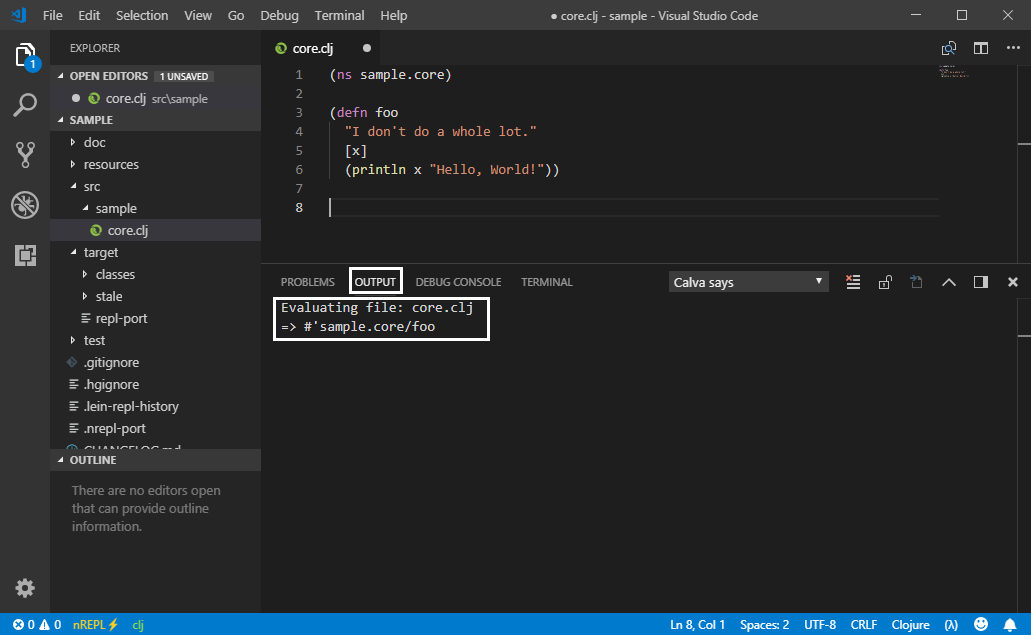 File Edit Selection View Go Debug Terminal Help ● core.clj - sample - Visual Studio Code
1
EXPLORER
OPEN EDITORS 1 UNSAVED
core.clj src\sample
SAMPLE
doc
resources
src
sample
core.clj
target
classes
stale
repl-port
test
.gitignore
.hgignore
.lein-repl-history
.nrepl-port
CHANGELOG.md
OUTLINE
There are no editors open
that can provide outline
information.
core.clj
1 (ns sample.core)
2
3 (defn foo
4 "I don't do a whole lot."
5 [x]
6 (println x "Hello, World!"))
7
8
PROBLEMS OUTPUT DEBUG CONSOLE TERMINAL Calva says
Evaluating file: core.clj
=> #'sample.core/foo
0 0 nREPL⚡ clj Ln 8, Col 1 Spaces: 2 UTF-8 CRLF Clojure (λ)